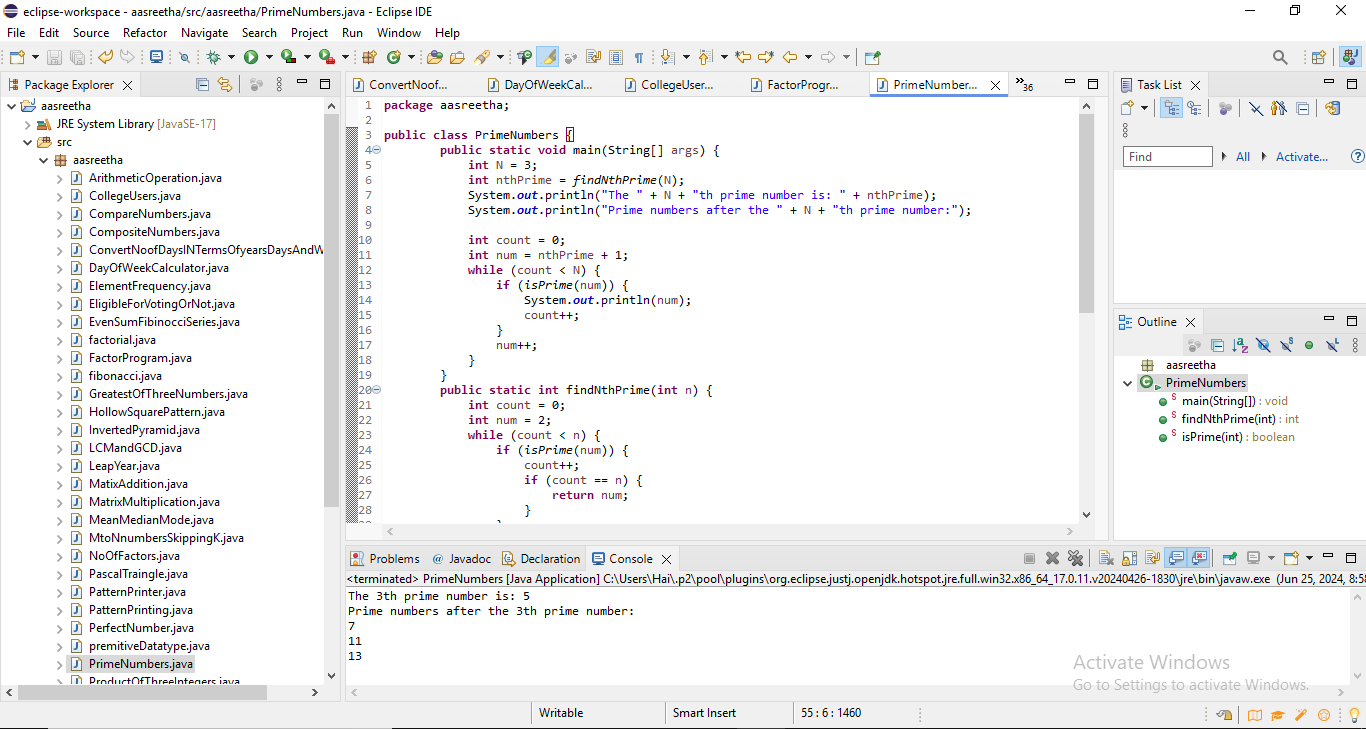 eclipse-workspace - aasreetha/src/aasreetha/PrimeNumbers.java - Eclipse IDE
File Edit Source Refactor Navigate Search Project Run Window Help
Package Explorer
aasreetha
JRE System Library [JavaSE-17]
src
aasreetha
ArithmeticOperation.java
CollegeUsers.java
CompareNumbers.java
CompositeNumbers.java
ConvertNoofDaysINTermsOfyearsDaysAndW
DayOfWeekCalculator.java
ElementFrequency.java
EligibleForVotingOrNot.java
EvenSumFibinocciSeries.java
factorial.java
FactorProgram.java
fibonacci.java
GreatestOfThreeNumbers.java
HollowSquarePattern.java
InvertedPyramid.java
LCMandGCD.java
LeapYear.java
MatixAddition.java
MatrixMultiplication.java
MeanMedianMode.java
MtoNnumbersSkippingK.java
NoOfFactors.java
PascalTraingle.java
PatternPrinter.java
PatternPrinting.java
PerfectNumber.java
premitiveDatatype.java
PrimeNumbers.java
ProductOfThreeIntegers.java
ConvertNoof... DayOfWeekCal... CollegeUser... FactorProgr... PrimeNumber... »36
1 package aasreetha;
2
3 public class PrimeNumbers {
4 public static void main(String[] args) {
5 int N = 3;
6 int nthPrime = findNthPrime(N);
7 System.out.println("The " + N + "th prime number is: " + nthPrime);
8 System.out.println("Prime numbers after the " + N + "th prime number:");
9
10 int count = 0;
11 int num = nthPrime + 1;
12 while (count < N) {
13 if (isPrime(num)) {
14 System.out.println(num);
15 count++;
16 }
17 num++;
18 }
19 }
20 public static int findNthPrime(int n) {
21 int count = 0;
22 int num = 2;
23 while (count < n) {
24 if (isPrime(num)) {
25 count++;
26 if (count == n) {
27 return num;
28 }
Task List
Find All Activate...
Outline
aasreetha
PrimeNumbers
main(String[]) : void
findNthPrime(int) : int
isPrime(int) : boolean
Problems @ Javadoc Declaration Console
<terminated> PrimeNumbers [Java Application] C:\Users\Hai\.p2\pool\plugins\org.eclipse.justj.openjdk.hotspot.jre.full.win32.x86_64_17.0.11.v20240426-1830\jre\bin\javaw.exe (Jun 25, 2024, 8:58
The 3th prime number is: 5
Prime numbers after the 3th prime number:
7
11
13
Activate Windows
Go to Settings to activate Windows.
Writable Smart Insert 55 : 6 : 1460